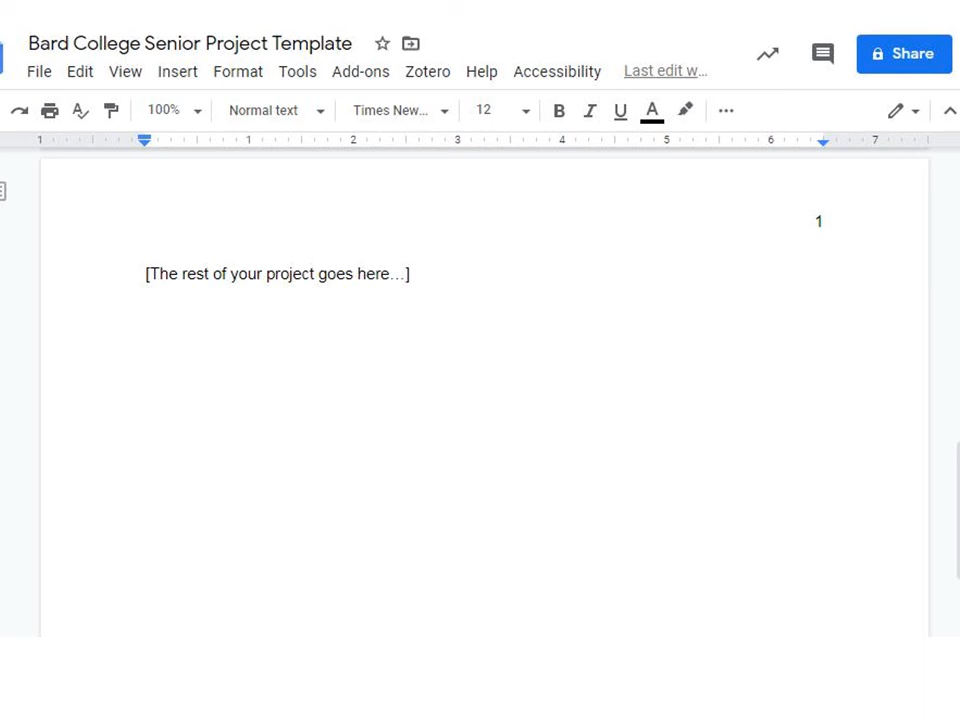 Bard College Senior Project Template
File Edit View Insert Format Tools Add-ons Zotero Help Accessibility Last edit w...
Share
100% Normal text Times New... 12 B I U A
1 1 2 3 4 5 6 7
1
[The rest of your project goes here…]